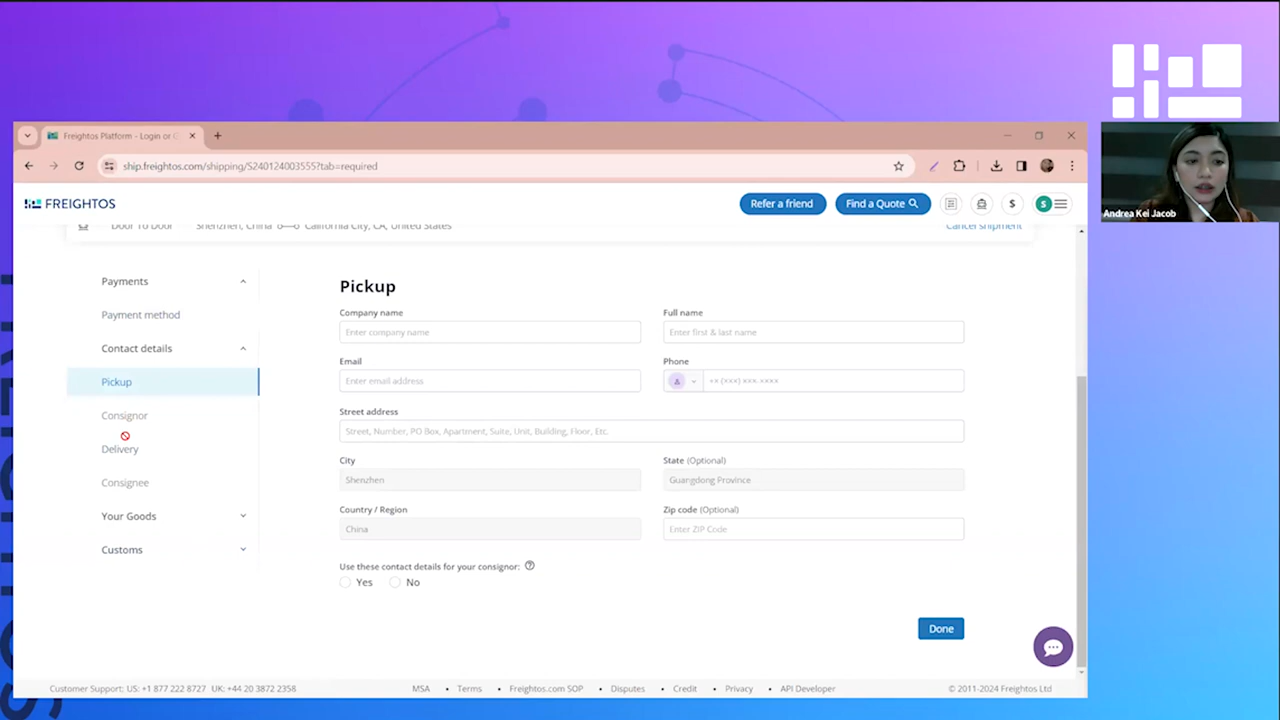 Freightos Platform - Login or C
ship.freightos.com/shipping/S240124003555?tab=required
FREIGHTOS
Refer a friend
Find a Quote
$
S
Door To Door
Shenzhen, China
California City, CA, United States
Cancel shipment
Andrea Kei Jacob
Payments
Payment method
Contact details
Pickup
Consignor
Delivery
Consignee
Your Goods
Customs
Pickup
Company name
Full name
Enter company name
Enter first & last name
Email
Phone
Enter email address
+x (xxx) xxx-xxxx
Street address
Street, Number, PO Box, Apartment, Suite, Unit, Building, Floor, Etc.
City
State (Optional)
Shenzhen
Guangdong Province
Country / Region
Zip code (Optional)
China
Enter ZIP Code
Use these contact details for your consignor:
Yes
No
Done
Customer Support: US: +1 877 222 8727 UK: +44 20 3872 2358
MSA • Terms • Freightos.com SOP • Disputes • Credit • Privacy • API Developer
© 2011-2024 Freightos Ltd